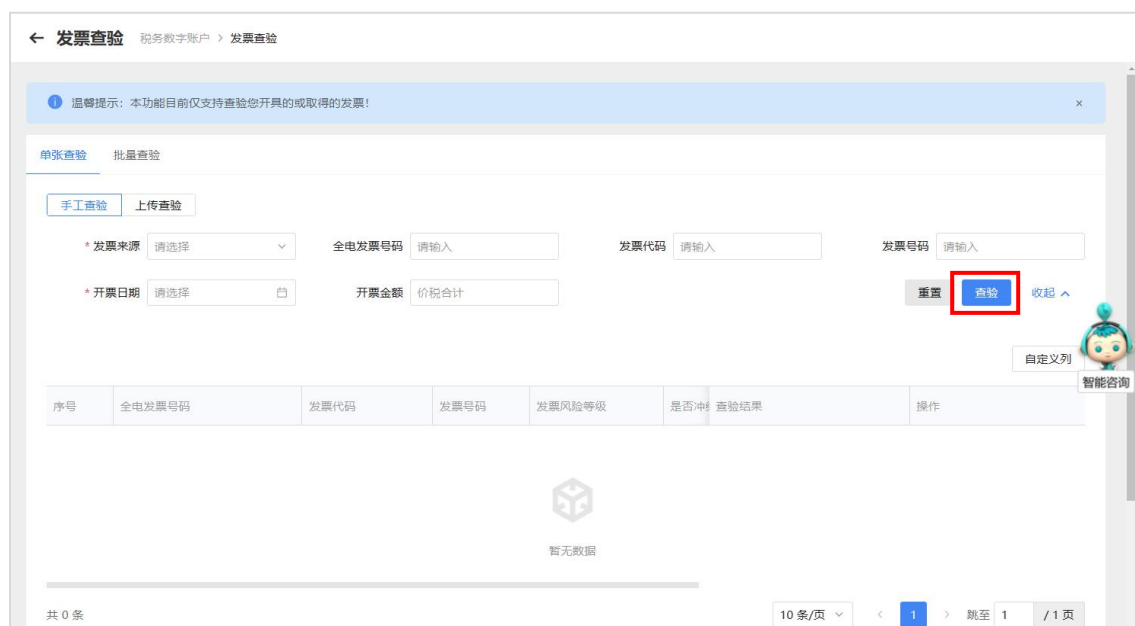 ← 发票查验 税务数字账户 > 发票查验
温馨提示：本功能目前仅支持查验您开具的或取得的发票！ ×
单张查验 批量查验
手工查验 上传查验
* 发票来源 请选择 全电发票号码 请输入 发票代码 请输入 发票号码 请输入
* 开票日期 请选择 开票金额 价税合计 重置 查验 收起
自定义列
智能咨询
序号 全电发票号码 发票代码 发票号码 发票风险等级 是否冲 查验结果 操作
暂无数据
共 0 条 10 条/页 < 1 > 跳至 1 / 1 页